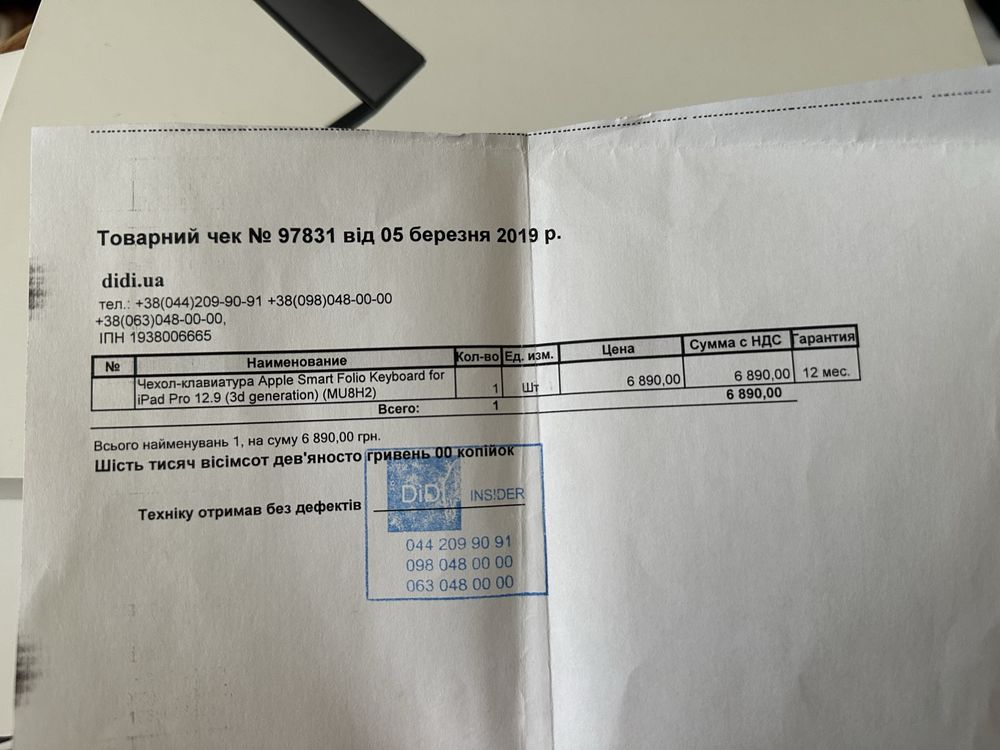 Товарний чек № 97831 від 05 березня 2019 р.
didi.ua
тел.: +38(044)209-90-91 +38(098)048-00-00
+38(063)048-00-00,
ІПН 1938006665
№ Наименование Кол-во Ед. изм. Цена Сумма с НДС Гарантия
Чехол-клавиатура Apple Smart Folio Keyboard for
iPad Pro 12.9 (3d generation) (MU8H2) 1 Шт 6 890,00 6 890,00 12 мес.
Всего: 1 6 890,00
Всього найменувань 1, на суму 6 890,00 грн.
Шість тисяч вісімсот дев'яносто гривень 00 копійок
Техніку отримав без дефектів
DiDi INS!DER
044 209 90 91
098 048 00 00
063 048 00 00